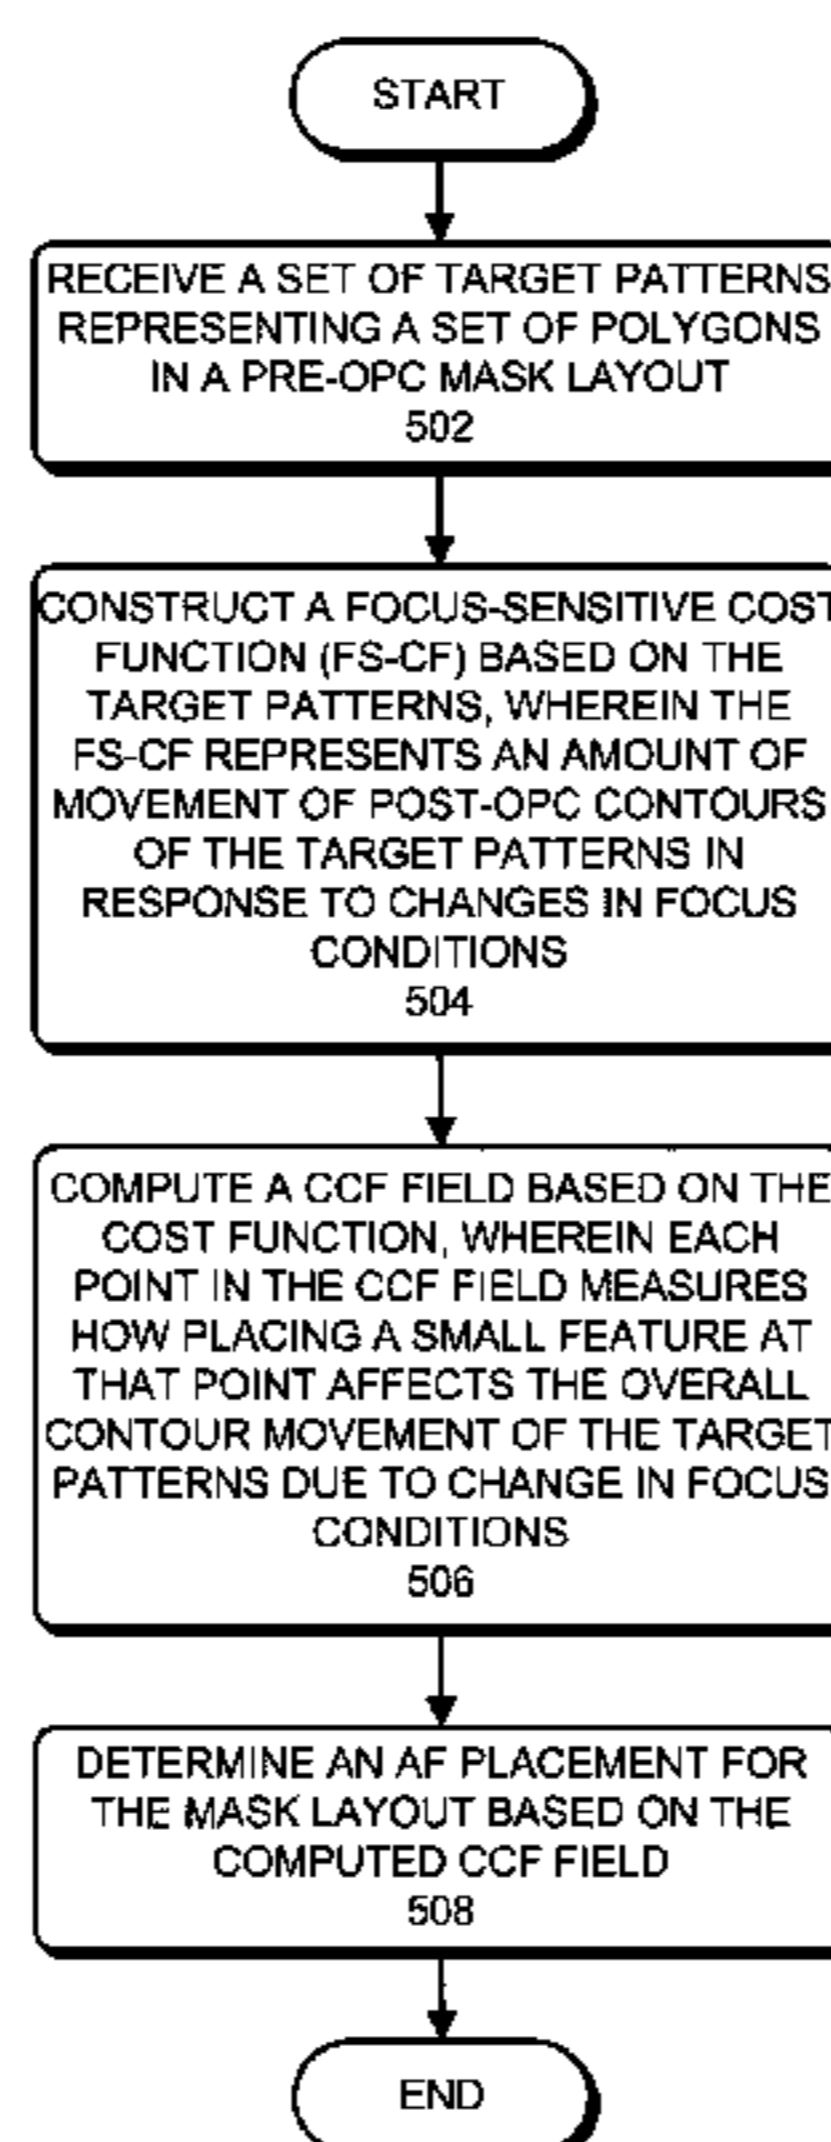 START
RECEIVE A SET OF TARGET PATTERNS
REPRESENTING A SET OF POLYGONS
IN A PRE-OPC MASK LAYOUT
502
CONSTRUCT A FOCUS-SENSITIVE COST
FUNCTION (FS-CF) BASED ON THE
TARGET PATTERNS, WHEREIN THE
FS-CF REPRESENTS AN AMOUNT OF
MOVEMENT OF POST-OPC CONTOURS
OF THE TARGET PATTERNS IN
RESPONSE TO CHANGES IN FOCUS
CONDITIONS
504
COMPUTE A CCF FIELD BASED ON THE
COST FUNCTION, WHEREIN EACH
POINT IN THE CCF FIELD MEASURES
HOW PLACING A SMALL FEATURE AT
THAT POINT AFFECTS THE OVERALL
CONTOUR MOVEMENT OF THE TARGET
PATTERNS DUE TO CHANGE IN FOCUS
CONDITIONS
506
DETERMINE AN AF PLACEMENT FOR
THE MASK LAYOUT BASED ON THE
COMPUTED CCF FIELD
508
END